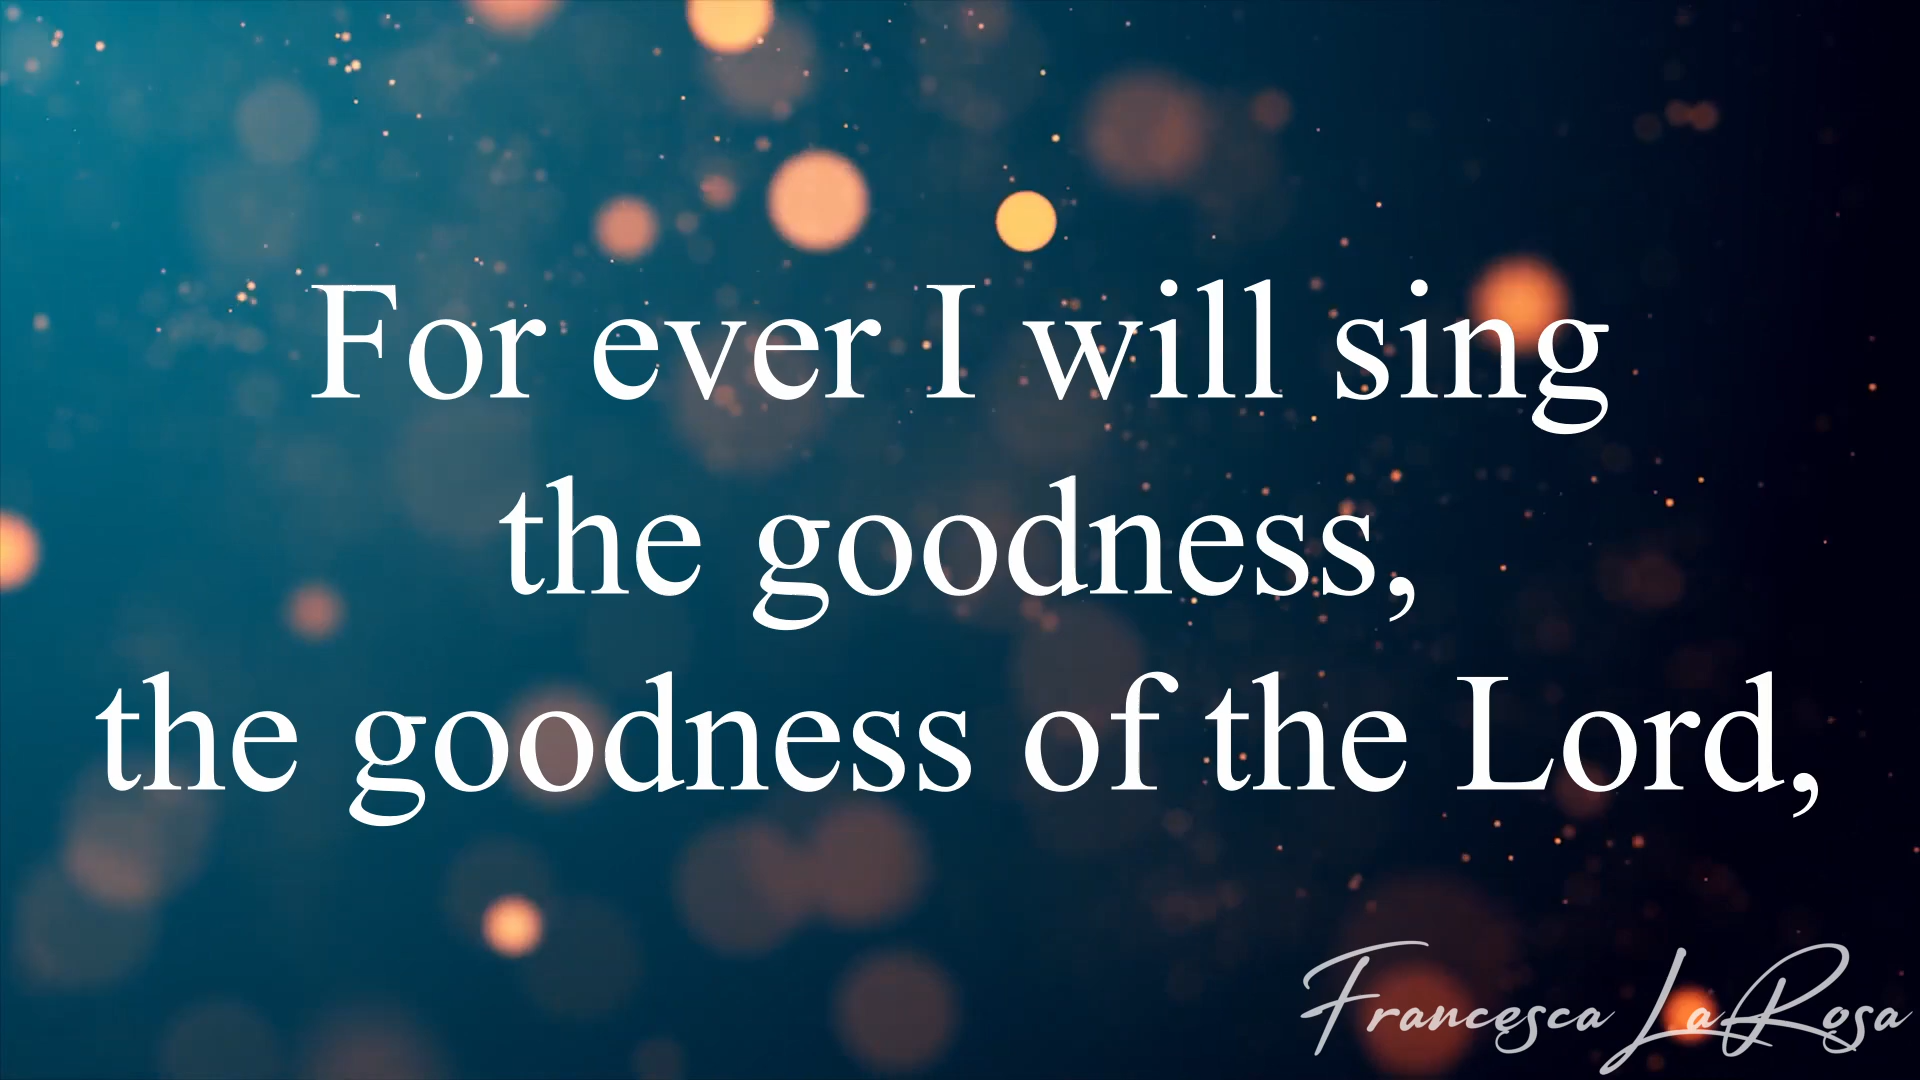 For ever I will sing
the goodness,
the goodness of the Lord,
Francesca LaRosa